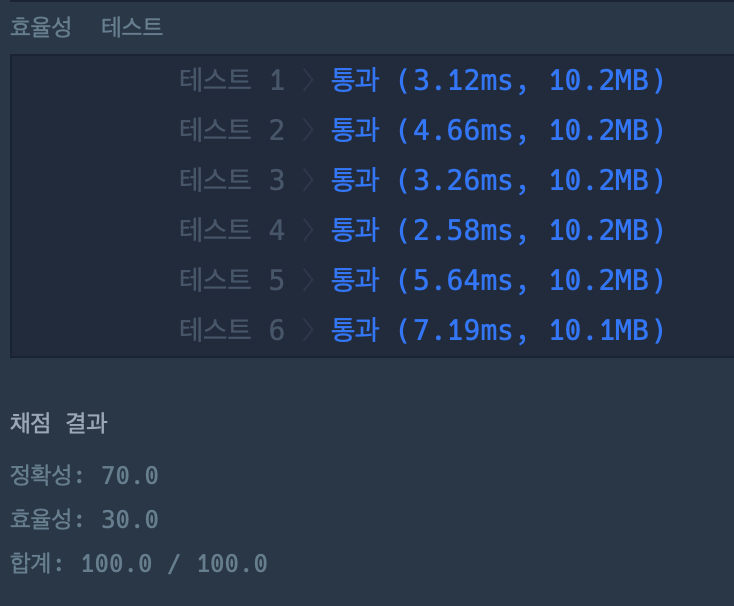 효율성 테스트
테스트 1 〉 통과 (3.12ms, 10.2MB)
테스트 2 〉 통과 (4.66ms, 10.2MB)
테스트 3 〉 통과 (3.26ms, 10.2MB)
테스트 4 〉 통과 (2.58ms, 10.2MB)
테스트 5 〉 통과 (5.64ms, 10.2MB)
테스트 6 〉 통과 (7.19ms, 10.1MB)
채점 결과
정확성: 70.0
효율성: 30.0
합계: 100.0 / 100.0